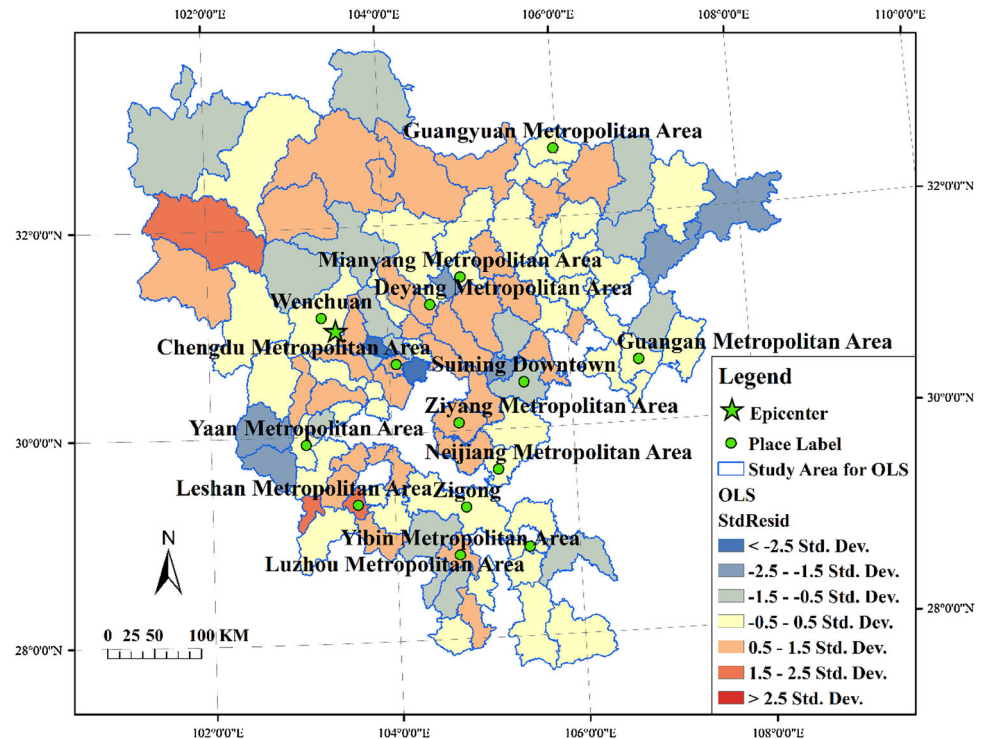 102°0'0"E 104°0'0"E 106°0'0"E 108°0'0"E 110°0'0"E
Guangyuan Metropolitan Area
32°0'0"N
32°0'0"N
Mianyang Metropolitan Area
Deyang Metropolitan Area
Wenchuan
Guangan Metropolitan Area
Chengdu Metropolitan Area
Suining Downtown
Ziyang Metropolitan Area
30°0'0"N
Yaan Metropolitan Area
30°0'0"N
Neijiang Metropolitan Area
Leshan Metropolitan Area
Zigong
Yibin Metropolitan Area
Luzhou Metropolitan Area
28°0'0"N
28°0'0"N
N
0 25 50 100 KM
Legend
Epicenter
Place Label
Study Area for OLS
OLS
StdResid
< -2.5 Std. Dev.
-2.5 - -1.5 Std. Dev.
-1.5 - -0.5 Std. Dev.
-0.5 - 0.5 Std. Dev.
0.5 - 1.5 Std. Dev.
1.5 - 2.5 Std. Dev.
> 2.5 Std. Dev.
102°0'0"E 104°0'0"E 106°0'0"E 108°0'0"E